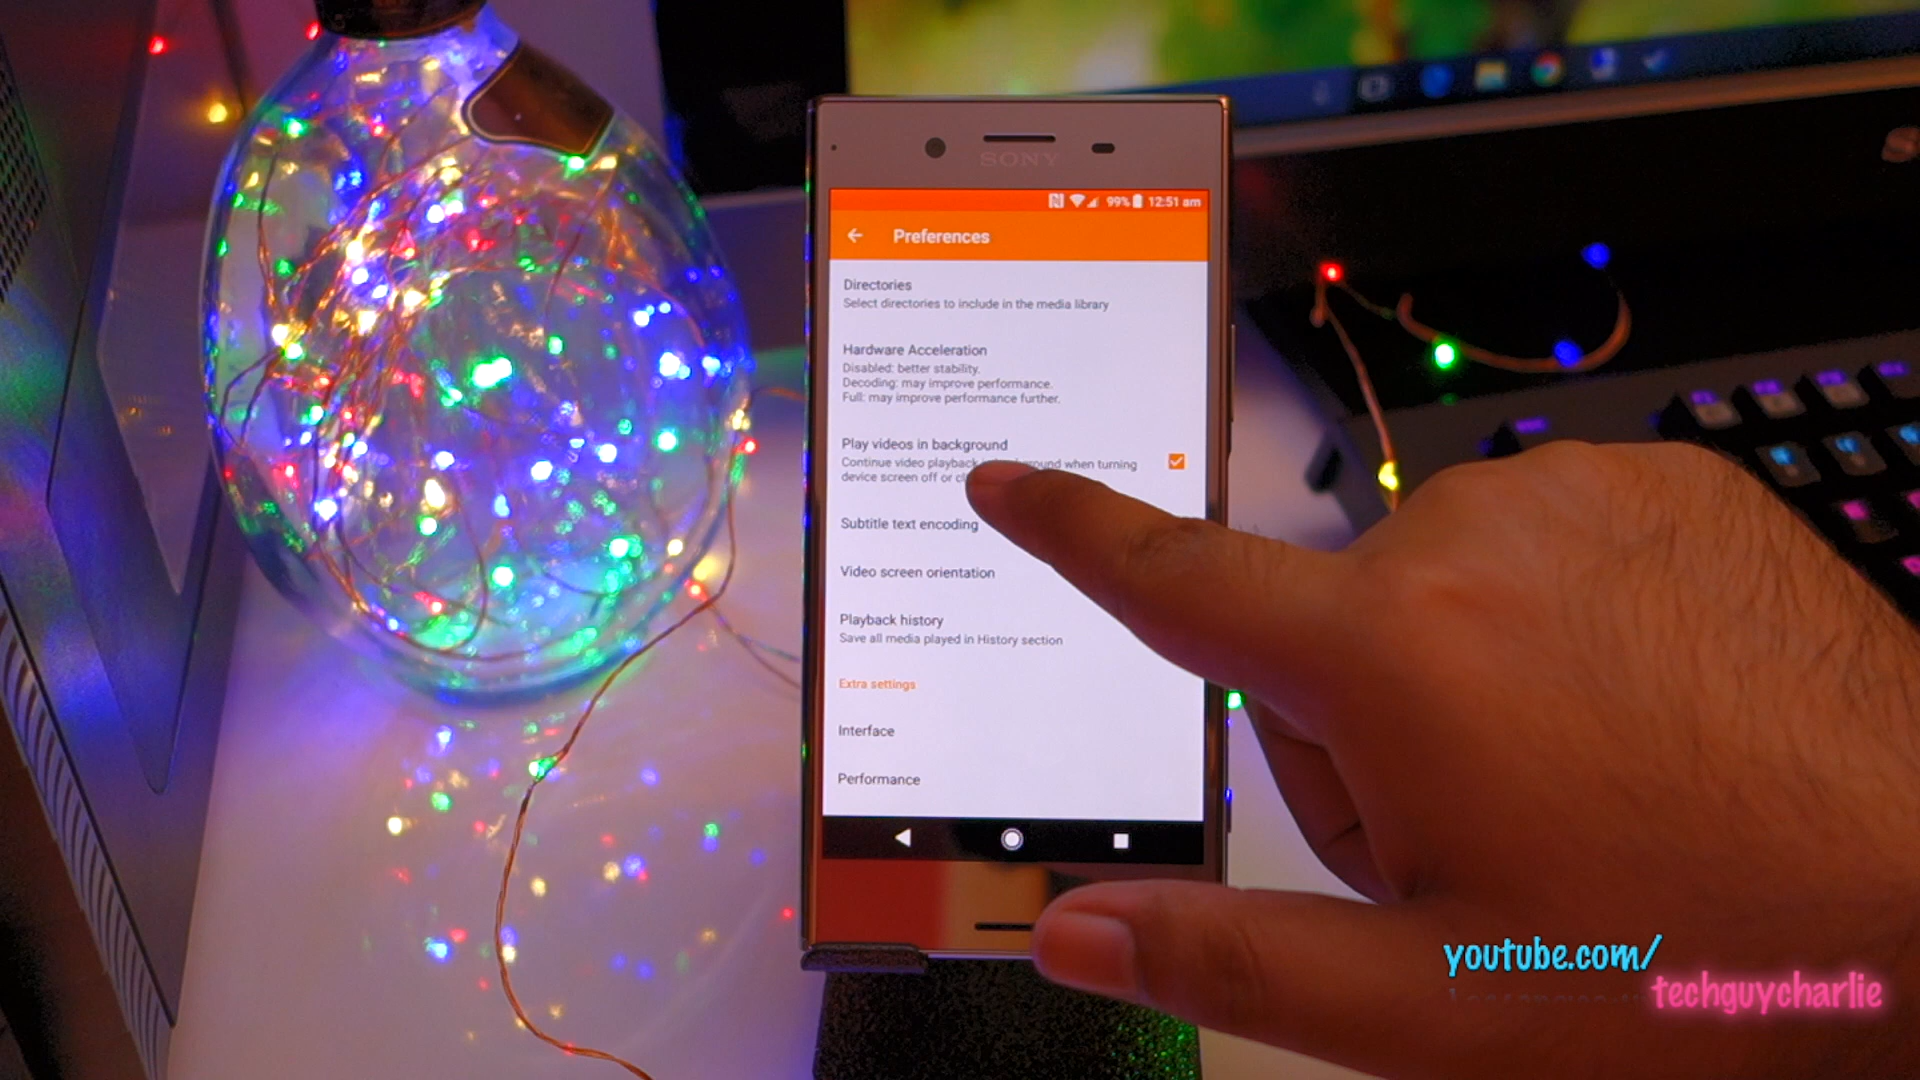 SONY
99% 12:51 am
Preferences
Directories
Select directories to include in the media library
Hardware Acceleration
Disabled: better stability.
Decoding: may improve performance.
Full: may improve performance further.
Play videos in background
Continue video playback when turning
device screen off or
Subtitle text encoding
Video screen orientation
Playback history
Save all media played in History section
Extra settings
Interface
Performance
youtube.com/
techguycharlie